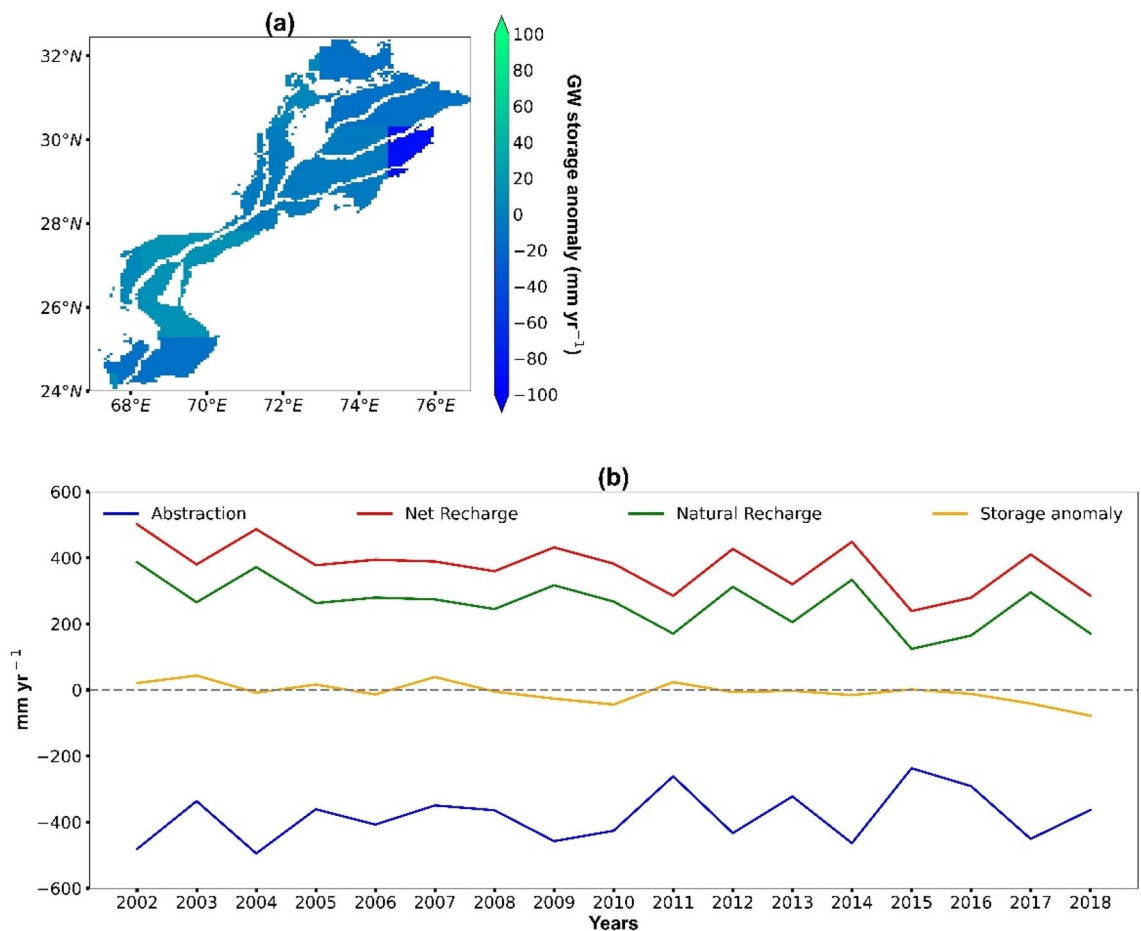 (a)
32°N
30°N
28°N
26°N
24°N
68°E 70°E 72°E 74°E 76°E
100
80
60
40
20
0
−20
−40
−60
−80
−100
GW storage anomaly (mm yr⁻¹)
(b)
Abstraction Net Recharge Natural Recharge Storage anomaly
600
400
200
0
−200
−400
−600
mm yr⁻¹
2002 2003 2004 2005 2006 2007 2008 2009 2010 2011 2012 2013 2014 2015 2016 2017 2018
Years